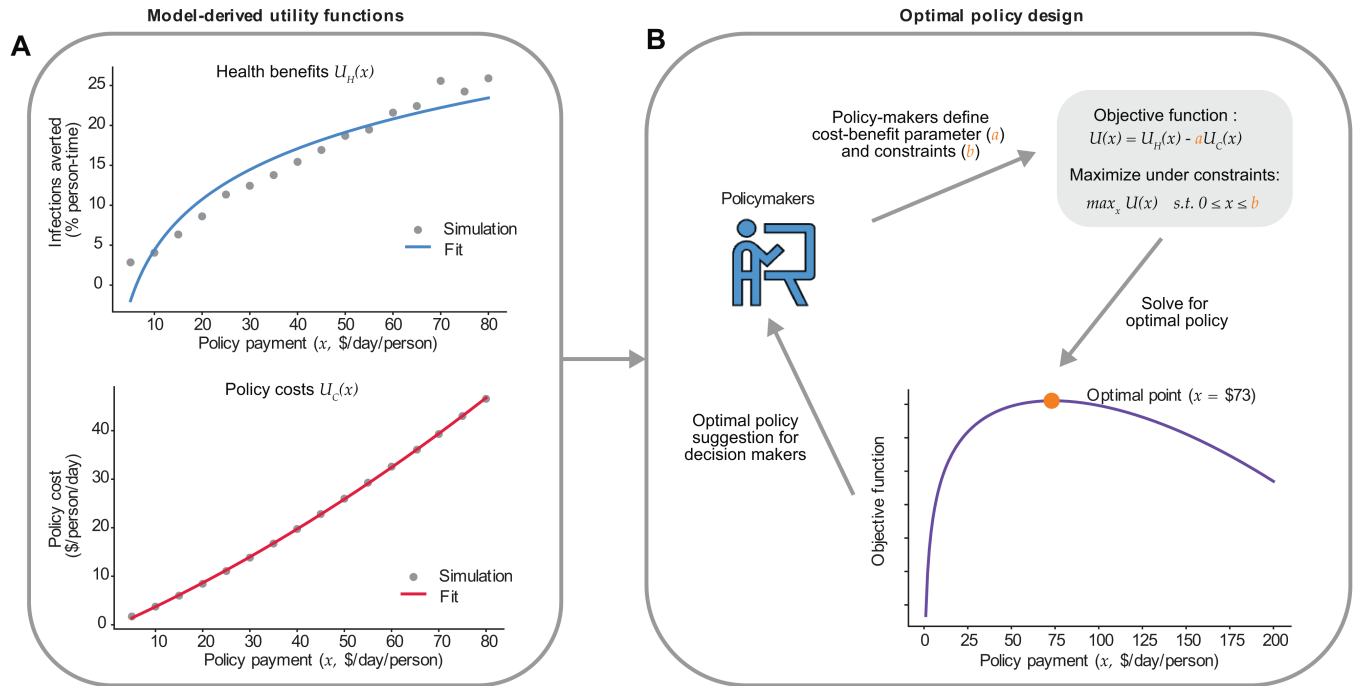 Model-derived utility functions
A
Health benefits U_H(x)
25
20
15
10
5
0
Infections averted
(% person-time)
Simulation
Fit
10 20 30 40 50 60 70 80
Policy payment (x, $/day/person)
Policy costs U_C(x)
40
30
20
10
0
Policy cost
($/person/day)
Simulation
Fit
10 20 30 40 50 60 70 80
Policy payment (x, $/day/person)
Optimal policy design
B
Policy-makers define
cost-benefit parameter (a)
and constraints (b)
Objective function :
U(x) = U_H(x) - aU_C(x)
Maximize under constraints:
max_x U(x) s.t. 0 ≤ x ≤ b
Policymakers
Solve for
optimal policy
Optimal policy
suggestion for
decision makers
Optimal point (x = $73)
Objective function
0 25 50 75 100 125 150 175 200
Policy payment (x, $/day/person)